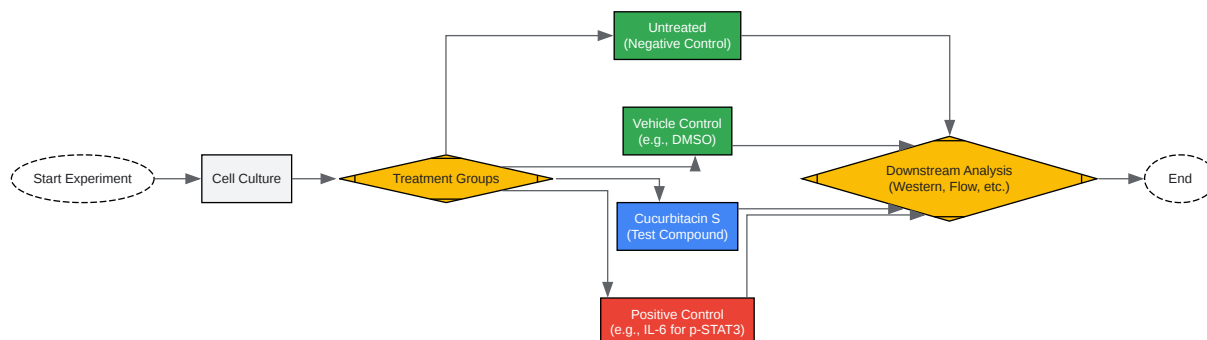 Start Experiment
Cell Culture
Treatment Groups
Untreated
(Negative Control)
Vehicle Control
(e.g., DMSO)
Cucurbitacin S
(Test Compound)
Positive Control
(e.g., IL-6 for p-STAT3)
Downstream Analysis
(Western, Flow, etc.)
End